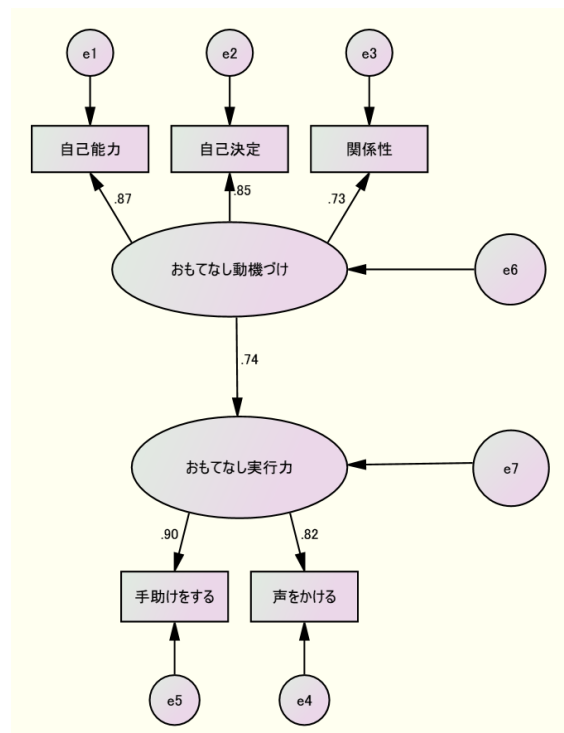 e1
e2
e3
自己能力
自己決定
関係性
.87
.85
.73
おもてなし動機づけ
e6
.74
おもてなし実行力
e7
.90
.82
手助けをする
声をかける
e5
e4